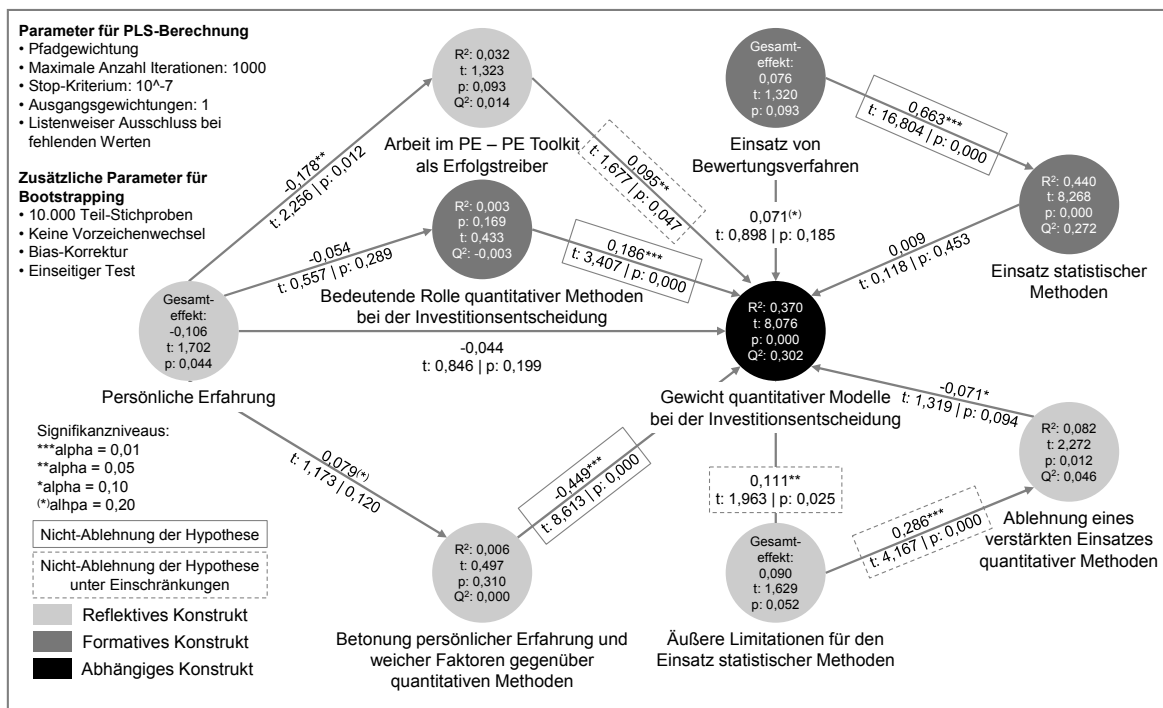 Parameter für PLS-Berechnung
• Pfadgewichtung
• Maximale Anzahl Iterationen: 1000
• Stop-Kriterium: 10^-7
• Ausgangsgewichtungen: 1
• Listenweiser Ausschluss bei
fehlenden Werten
Zusätzliche Parameter für
Bootstrapping
• 10.000 Teil-Stichproben
• Keine Vorzeichenwechsel
• Bias-Korrektur
• Einseitiger Test
R²: 0,032
t: 1,323
p: 0,093
Q²: 0,014
Arbeit im PE – PE Toolkit
als Erfolgstreiber
Gesamt-
effekt:
0,076
t: 1,320
p: 0,093
Einsatz von
Bewertungsverfahren
0,663***
t: 16,804 | p: 0,000
R²: 0,440
t: 8,268
p: 0,000
Q²: 0,272
Einsatz statistischer
Methoden
-0,178**
t: 2,256 | p: 0,012
0,095**
t: 1,677 | p: 0,047
R²: 0,003
p: 0,169
t: 0,433
Q²: -0,003
Bedeutende Rolle quantitativer Methoden
bei der Investitionsentscheidung
-0,054
t: 0,557 | p: 0,289
0,186***
t: 3,407 | p: 0,000
0,071(*)
t: 0,898 | p: 0,185
0,009
t: 0,118 | p: 0,453
Gesamt-
effekt:
-0,106
t: 1,702
p: 0,044
Persönliche Erfahrung
-0,044
t: 0,846 | p: 0,199
R²: 0,370
t: 8,076
p: 0,000
Q²: 0,302
Gewicht quantitativer Modelle
bei der Investitionsentscheidung
-0,071*
t: 1,319 | p: 0,094
R²: 0,082
t: 2,272
p: 0,012
Q²: 0,046
Ablehnung eines
verstärkten Einsatzes
quantitativer Methoden
0,079(*)
t: 1,173 | 0,120
-0,449***
t: 8,613 | p: 0,000
0,111**
t: 1,963 | p: 0,025
0,286***
t: 4,167 | p: 0,000
R²: 0,006
t: 0,497
p: 0,310
Q²: 0,000
Betonung persönlicher Erfahrung und
weicher Faktoren gegenüber
quantitativen Methoden
Gesamt-
effekt:
0,090
t: 1,629
p: 0,052
Äußere Limitationen für den
Einsatz statistischer Methoden
Signifikanzniveaus:
***alpha = 0,01
**alpha = 0,05
*alpha = 0,10
(*)alhpa = 0,20
Nicht-Ablehnung der Hypothese
Nicht-Ablehnung der Hypothese
unter Einschränkungen
Reflektives Konstrukt
Formatives Konstrukt
Abhängiges Konstrukt